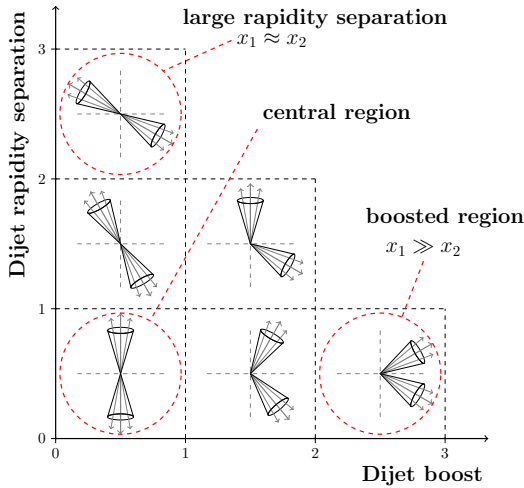 large rapidity separation
x₁ ≈ x₂
3
central region
2
boosted region
x₁ ≫ x₂
1
0
0 1 2 3
Dijet boost
Dijet rapidity separation